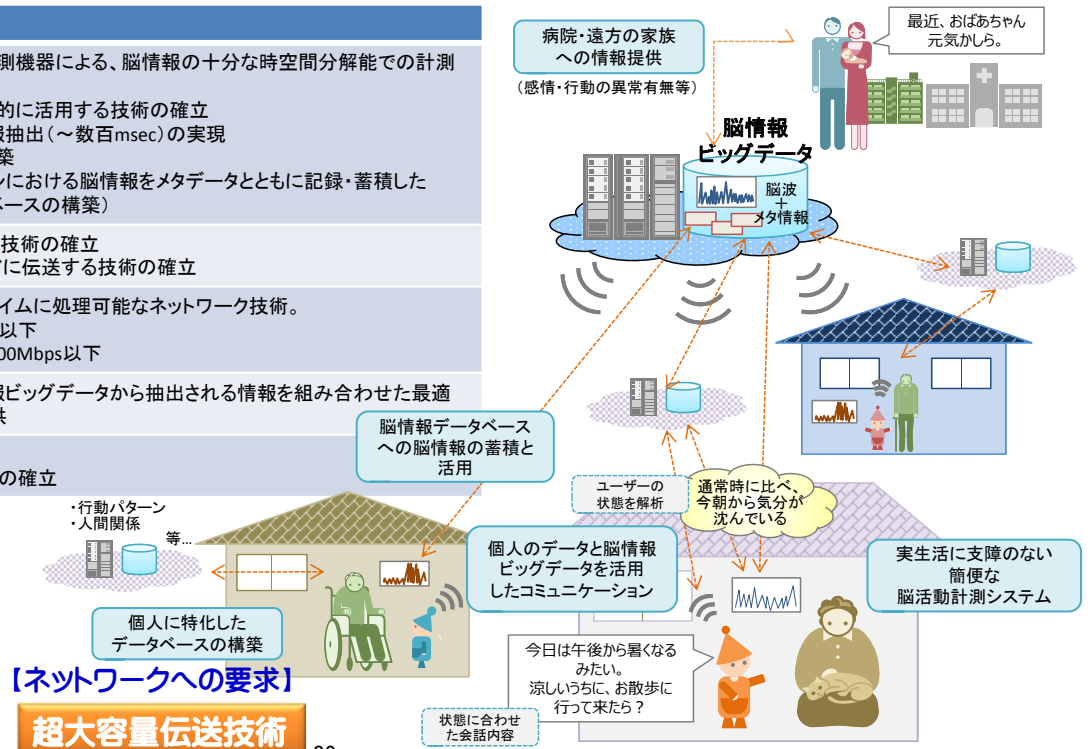 測機器による、脳情報の十分な時空間分解能での計測
的に活用する技術の確立
報抽出(～数百msec)の実現
築
ンにおける脳情報をメタデータとともに記録・蓄積した
ベースの構築)
技術の確立
に伝送する技術の確立
イムに処理可能なネットワーク技術。
以下
00Mbps以下
報ビッグデータから抽出される情報を組み合わせた最適
供
の確立
病院・遠方の家族
への情報提供
(感情・行動の異常有無等)
最近、おばあちゃん
元気かしら。
脳情報
ビッグデータ
脳波
+
メタ情報
脳情報データベース
への脳情報の蓄積と
活用
ユーザーの
状態を解析
通常時に比べ、
今朝から気分が
沈んでいる
・行動パターン
・人間関係
等…
個人のデータと脳情報
ビッグデータを活用
したコミュニケーション
実生活に支障のない
簡便な
脳活動計測システム
個人に特化した
データベースの構築
今日は午後から暑くなる
みたい。
涼しいうちに、お散歩に
行って来たら?
状態に合わせ
た会話内容
【ネットワークへの要求】
超大容量伝送技術